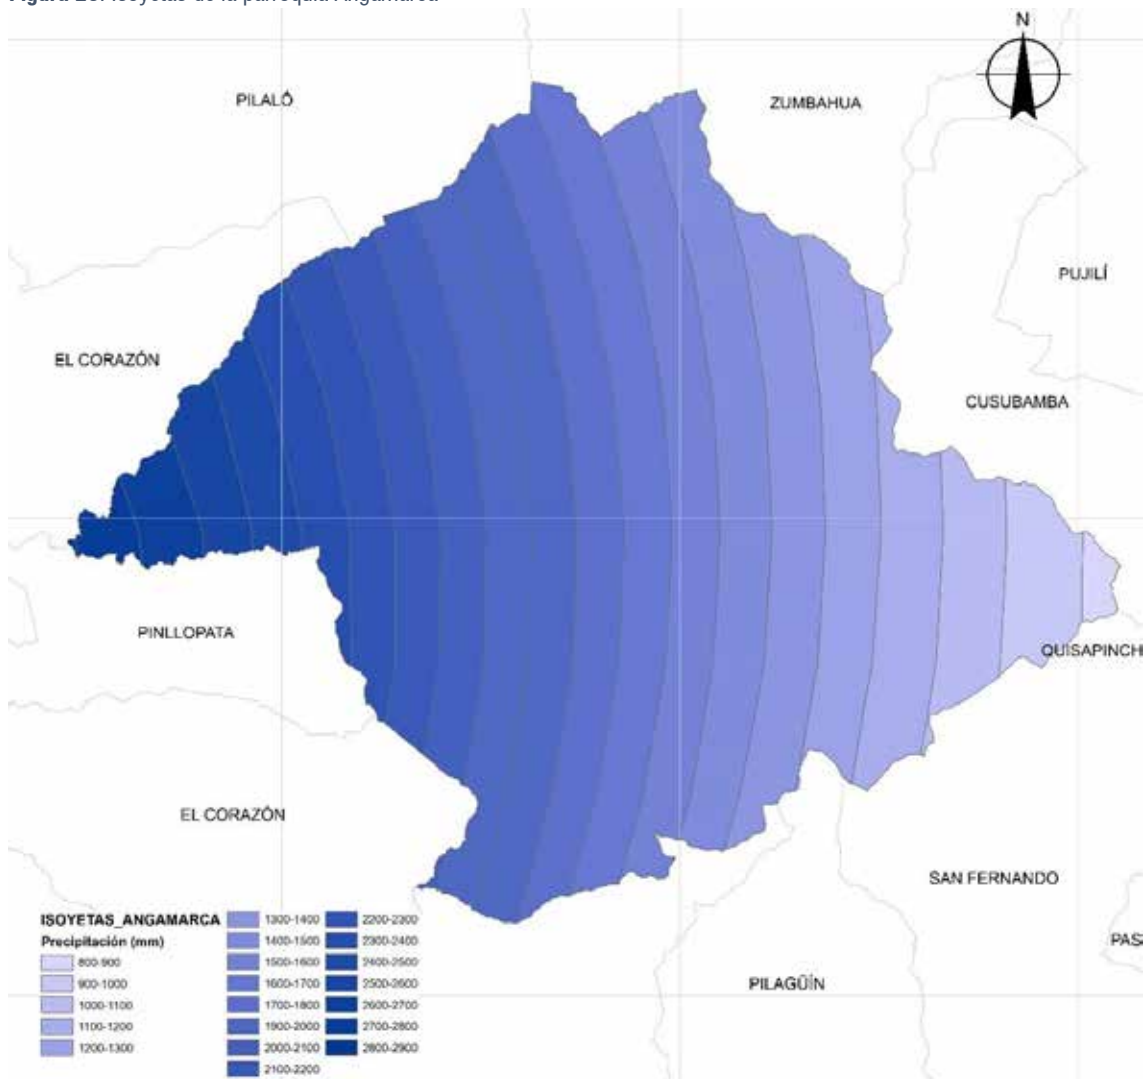 N
PILALÓ
ZUMBAHUA
PUJILÍ
EL CORAZÓN
CUSUBAMBA
PINLLOPATA
QUISAPINCH
EL CORAZÓN
SAN FERNANDO
PAS
PILAGÜÍN
ISOYETAS_ANGAMARCA
Precipitación (mm)
800-900
900-1000
1000-1100
1100-1200
1200-1300
1300-1400
1400-1500
1500-1600
1600-1700
1700-1800
1900-2000
2000-2100
2100-2200
2200-2300
2300-2400
2400-2500
2500-2600
2600-2700
2700-2800
2800-2900